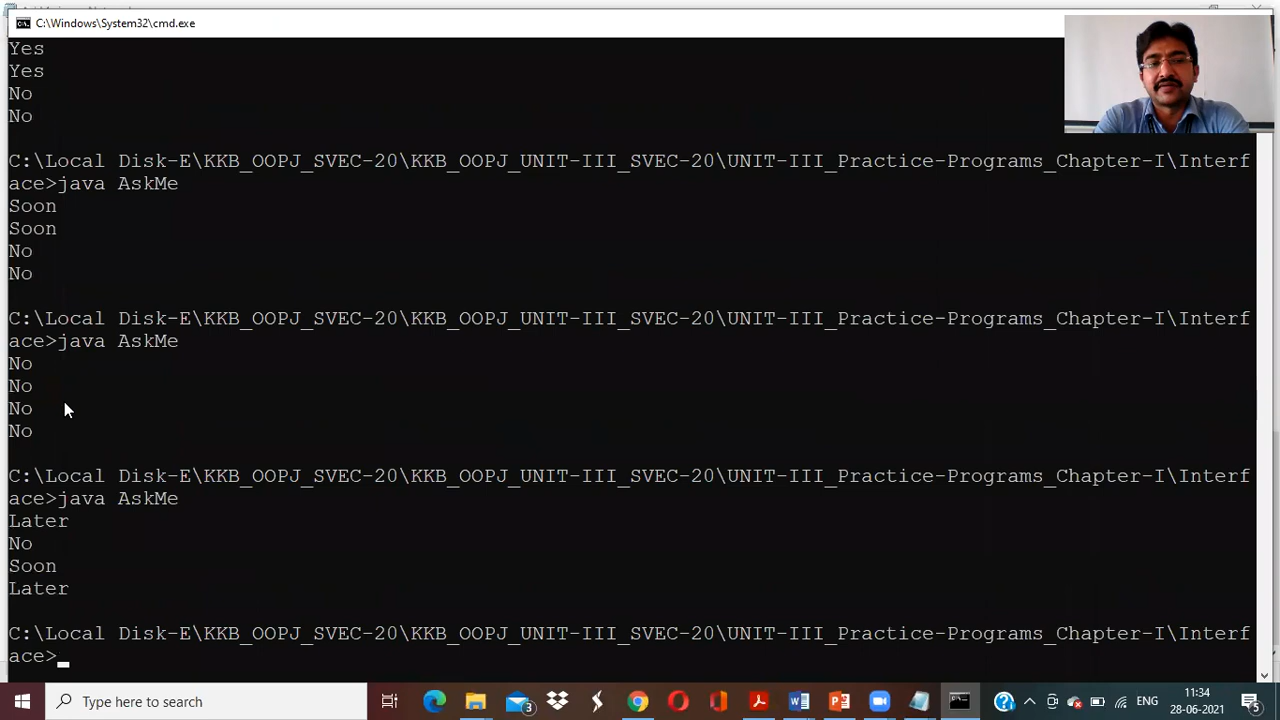 C:\Windows\System32\cmd.exe
Yes
Yes
No
No
C:\Local Disk-E\KKB_OOPJ_SVEC-20\KKB_OOPJ_UNIT-III_SVEC-20\UNIT-III_Practice-Programs_Chapter-I\Interf
ace>java AskMe
Soon
Soon
No
No
C:\Local Disk-E\KKB_OOPJ_SVEC-20\KKB_OOPJ_UNIT-III_SVEC-20\UNIT-III_Practice-Programs_Chapter-I\Interf
ace>java AskMe
No
No
No
No
C:\Local Disk-E\KKB_OOPJ_SVEC-20\KKB_OOPJ_UNIT-III_SVEC-20\UNIT-III_Practice-Programs_Chapter-I\Interf
ace>java AskMe
Later
No
Soon
Later
C:\Local Disk-E\KKB_OOPJ_SVEC-20\KKB_OOPJ_UNIT-III_SVEC-20\UNIT-III_Practice-Programs_Chapter-I\Interf
ace>
Type here to search
3
ENG
11:34
28-06-2021
5